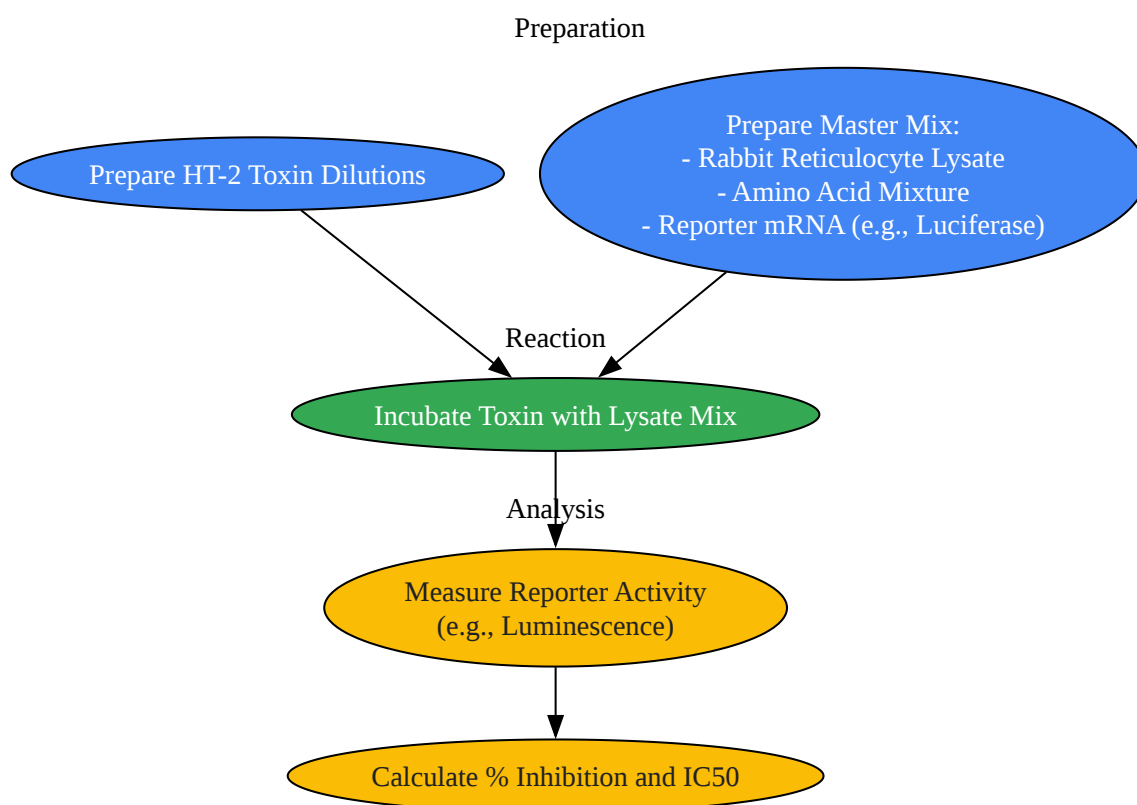 Preparation
Prepare HT-2 Toxin Dilutions
Prepare Master Mix:
- Rabbit Reticulocyte Lysate
- Amino Acid Mixture
- Reporter mRNA (e.g., Luciferase)
Reaction
Incubate Toxin with Lysate Mix
Analysis
Measure Reporter Activity
(e.g., Luminescence)
Calculate % Inhibition and IC50